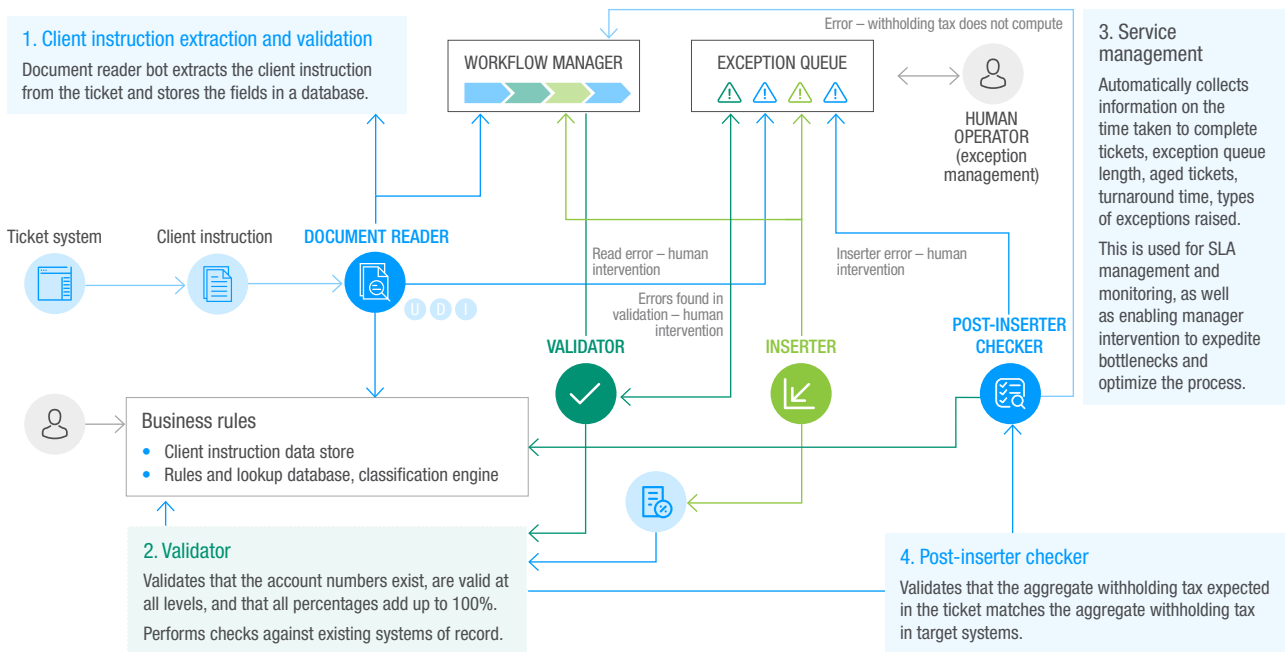 1. Client instruction extraction and validation
Document reader bot extracts the client instruction
from the ticket and stores the fields in a database.
WORKFLOW MANAGER
EXCEPTION QUEUE
Error – withholding tax does not compute
HUMAN
OPERATOR
(exception
management)
3. Service
management
Automatically collects
information on the
time taken to complete
tickets, exception queue
length, aged tickets,
turnaround time, types
of exceptions raised.
This is used for SLA
management and
monitoring, as well
as enabling manager
intervention to expedite
bottlenecks and
optimize the process.
Ticket system
Client instruction
DOCUMENT READER
U D I
Read error – human
intervention
Errors found in
validation – human
intervention
Inserter error – human
intervention
VALIDATOR
INSERTER
POST-INSERTER
CHECKER
Business rules
• Client instruction data store
• Rules and lookup database, classification engine
2. Validator
Validates that the account numbers exist, are valid at
all levels, and that all percentages add up to 100%.
Performs checks against existing systems of record.
4. Post-inserter checker
Validates that the aggregate withholding tax expected
in the ticket matches the aggregate withholding tax
in target systems.